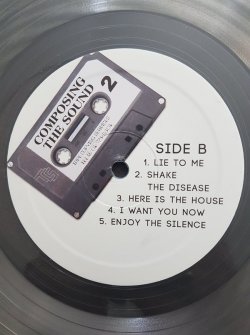 COMPOSING
THE SOUND
2
SIDE B
1. LIE TO ME
2. SHAKE
THE DISEASE
3. HERE IS THE HOUSE
4. I WANT YOU NOW
5. ENJOY THE SILENCE